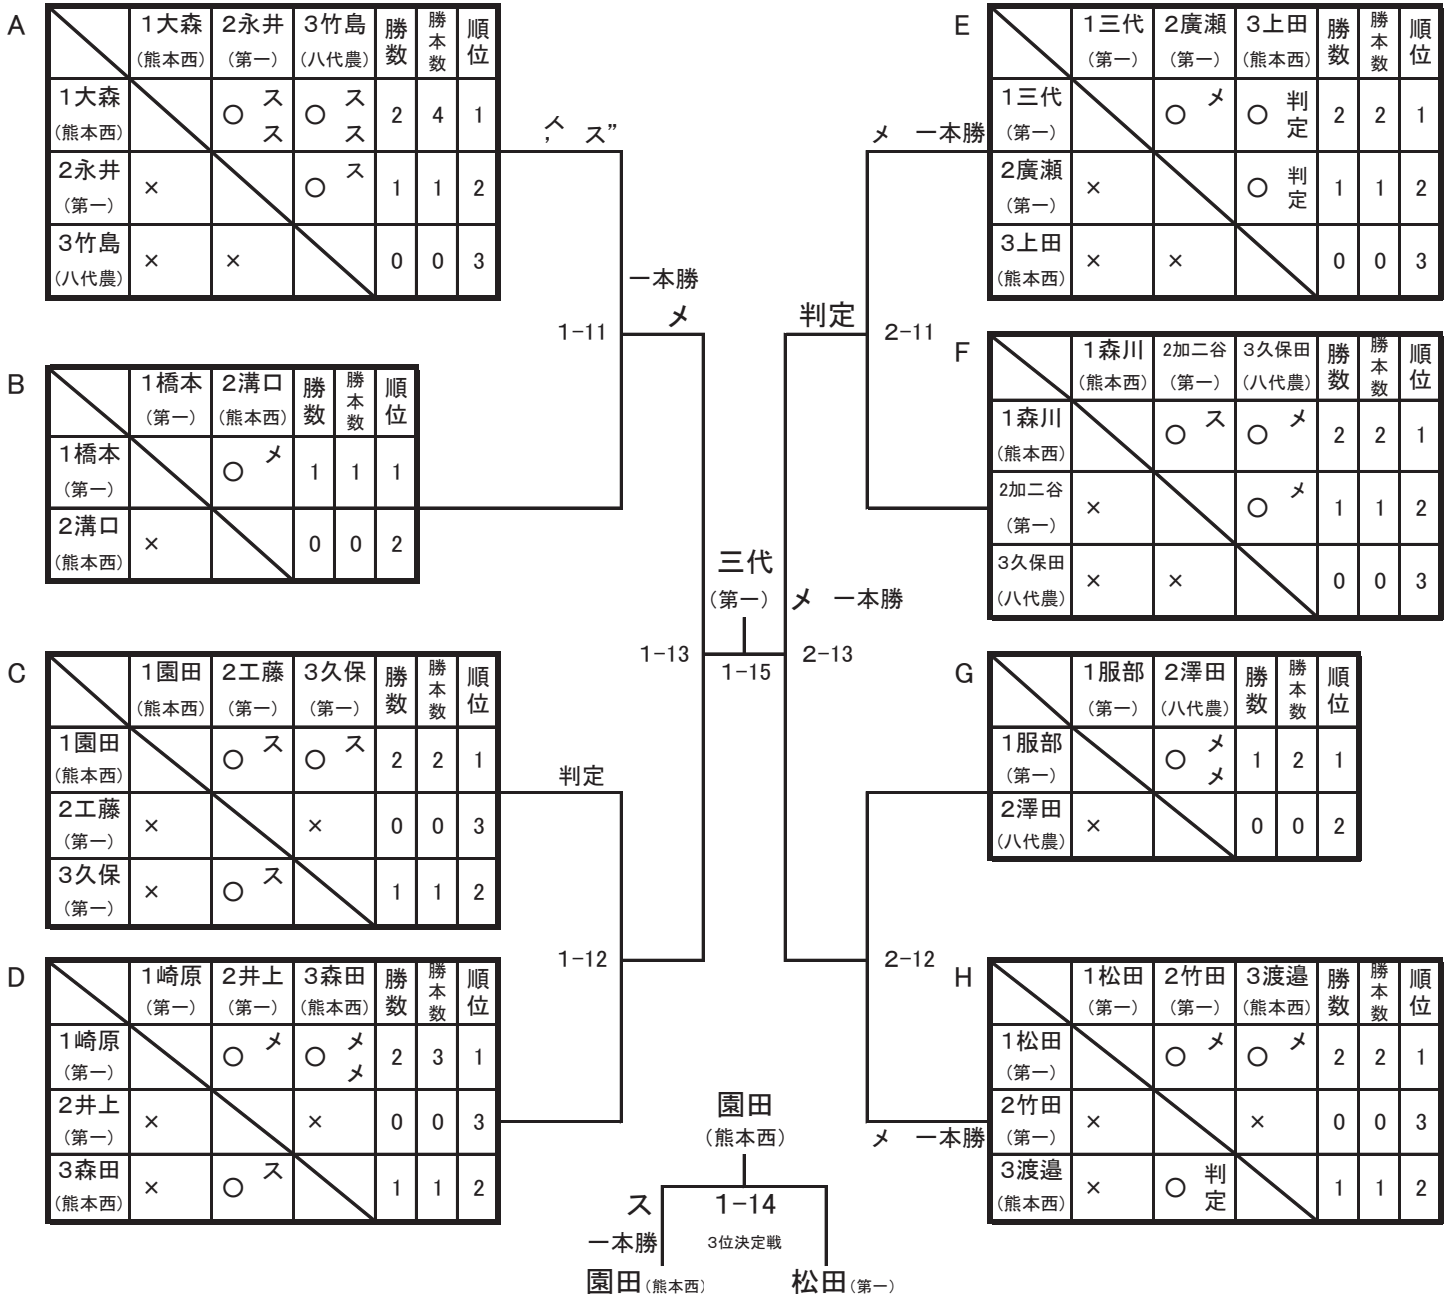 A
1大森 2永井 3竹島 勝数 勝本数 順位
(熊本西) (第一) (八代農)
1大森 (熊本西) ○ スス ○ スス 2 4 1
2永井 (第一) × ○ ス 1 1 2
3竹島 (八代農) × × 0 0 3
B
1橋本 2溝口 勝数 勝本数 順位
(第一) (熊本西)
1橋本 (第一) ○ メ 1 1 1
2溝口 (熊本西) × 0 0 2
C
1園田 2工藤 3久保 勝数 勝本数 順位
(熊本西) (第一) (第一)
1園田 (熊本西) ○ ス ○ ス 2 2 1
2工藤 (第一) × × 0 0 3
3久保 (第一) × ○ ス 1 1 2
D
1崎原 2井上 3森田 勝数 勝本数 順位
(第一) (第一) (熊本西)
1崎原 (第一) ○ メ ○ メメ 2 3 1
2井上 (第一) × × 0 0 3
3森田 (熊本西) × ○ ス 1 1 2
ス”
1-11
一本勝
メ
判定
1-12
1-13
三代
(第一)
1-15
メ 一本勝
2-13
判定
メ 一本勝
2-11
2-12
メ 一本勝
E
1三代 2廣瀬 3上田 勝数 勝本数 順位
(第一) (第一) (熊本西)
1三代 (第一) ○ メ ○ 判定 2 2 1
2廣瀬 (第一) × ○ 判定 1 1 2
3上田 (熊本西) × × 0 0 3
F
1森川 2加二谷 3久保田 勝数 勝本数 順位
(熊本西) (第一) (八代農)
1森川 (熊本西) ○ ス ○ メ 2 2 1
2加二谷 (第一) × ○ メ 1 1 2
3久保田 (八代農) × × 0 0 3
G
1服部 2澤田 勝数 勝本数 順位
(第一) (八代農)
1服部 (第一) ○ メメ 1 2 1
2澤田 (八代農) × 0 0 2
H
1松田 2竹田 3渡邉 勝数 勝本数 順位
(第一) (第一) (熊本西)
1松田 (第一) ○ メ ○ メ 2 2 1
2竹田 (第一) × × 0 0 3
3渡邉 (熊本西) × ○ 判定 1 1 2
園田
(熊本西)
ス 1-14
一本勝 3位決定戦
園田(熊本西) 松田(第一)